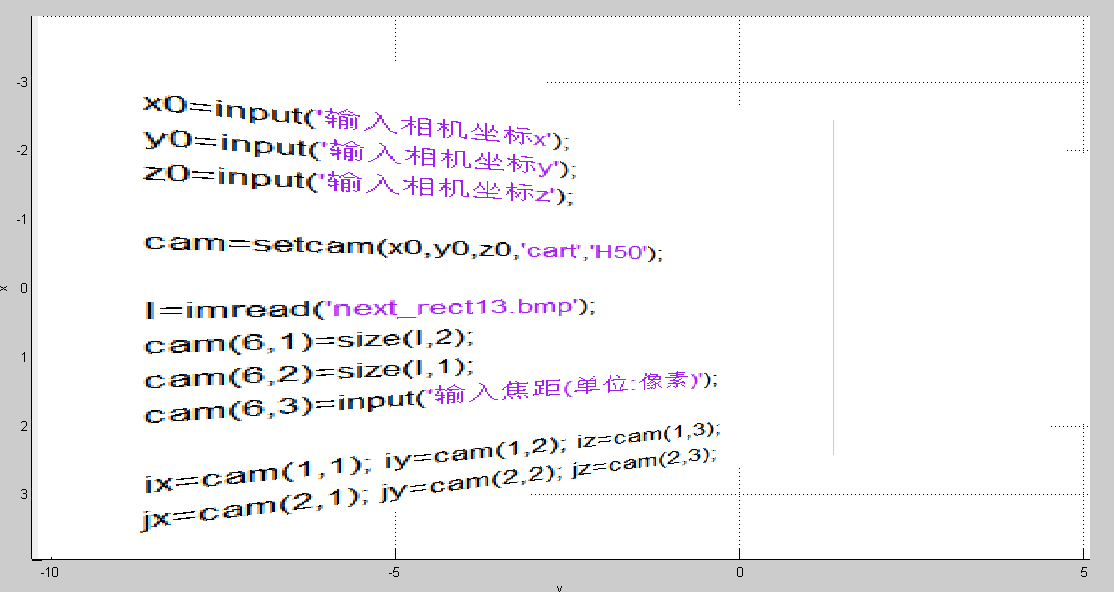 x0=input('输入相机坐标x');
y0=input('输入相机坐标y');
z0=input('输入相机坐标z');
cam=setcam(x0,y0,z0,'cart','H50');
I=imread('next_rect13.bmp');
cam(6,1)=size(I,2);
cam(6,2)=size(I,1);
cam(6,3)=input('输入焦距(单位:像素)');
ix=cam(1,1); iy=cam(1,2); iz=cam(1,3);
jx=cam(2,1); jy=cam(2,2); jz=cam(2,3);
-3
-2
-1
x 0
1
2
3
-10 -5 0 5
y